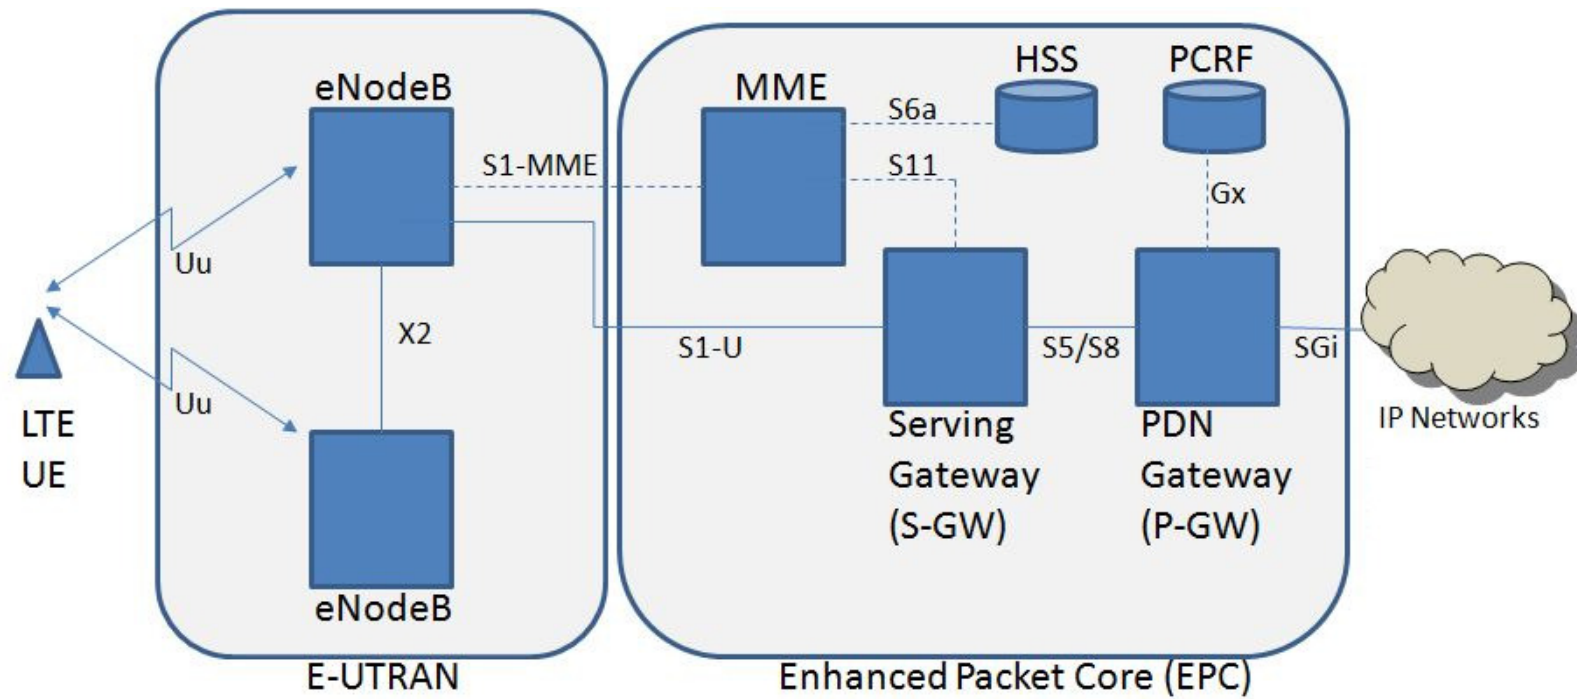 eNodeB
MME
HSS
PCRF
S6a
S1-MME
S11
Gx
Uu
X2
S1-U
S5/S8
SGi
Uu
LTE
UE
Serving
Gateway
(S-GW)
PDN
Gateway
(P-GW)
IP Networks
eNodeB
E-UTRAN
Enhanced Packet Core (EPC)